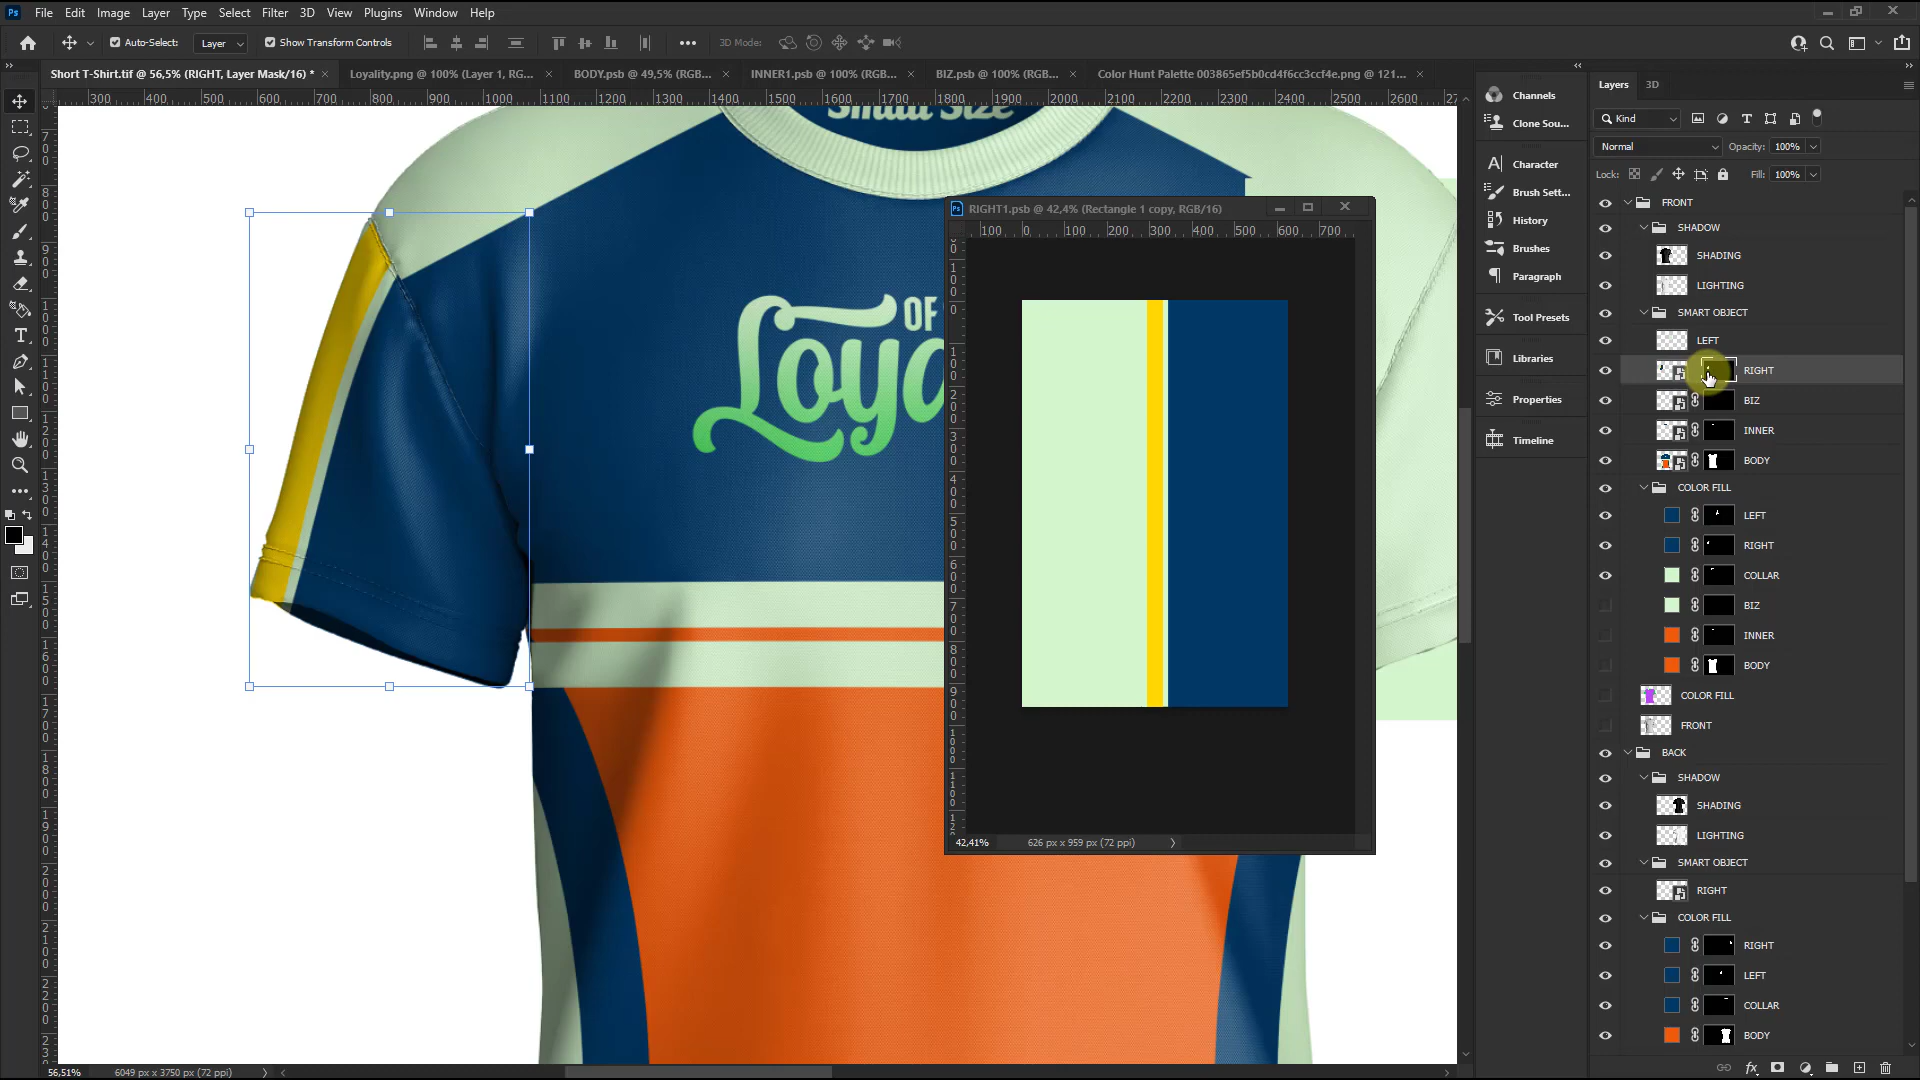 Ps File Edit Image Layer Type Select Filter 3D View Plugins Window Help
Auto-Select: Layer Show Transform Controls 3D Mode:
Short T-Shirt.tif @ 56,5% (RIGHT, Layer Mask/16) * × Loyality.png @ 100% (Layer 1, RG... × BODY.psb @ 49,5% (RGB... × INNER1.psb @ 100% (RGB... × BIZ.psb @ 100% (RGB... × Color Hunt Palette 003865ef5b0cd4f6cc3ccf4e.png @ 121... ×
300 400 500 600 700 800 900 1000 1100 1200 1300 1400 1500 1600 1700 1800 1900 2000 2100 2200 2300 2400 2500 2600
Small Size
OF
Loya
Ps RIGHT1.psb @ 42,4% (Rectangle 1 copy, RGB/16)
100 0 100 200 300 400 500 600 700
42,41% 626 px x 959 px (72 ppi)
56,51% 6049 px x 3750 px (72 ppi)
Channels
Clone Sou...
Character
Brush Sett...
History
Brushes
Paragraph
Tool Presets
Libraries
Properties
Timeline
Layers 3D
Kind
Normal Opacity: 100%
Lock: Fill: 100%
FRONT
SHADOW
SHADING
LIGHTING
SMART OBJECT
LEFT
RIGHT
BIZ
INNER
BODY
COLOR FILL
LEFT
RIGHT
COLLAR
BIZ
INNER
BODY
COLOR FILL
FRONT
BACK
SHADOW
SHADING
LIGHTING
SMART OBJECT
RIGHT
COLOR FILL
RIGHT
LEFT
COLLAR
BODY